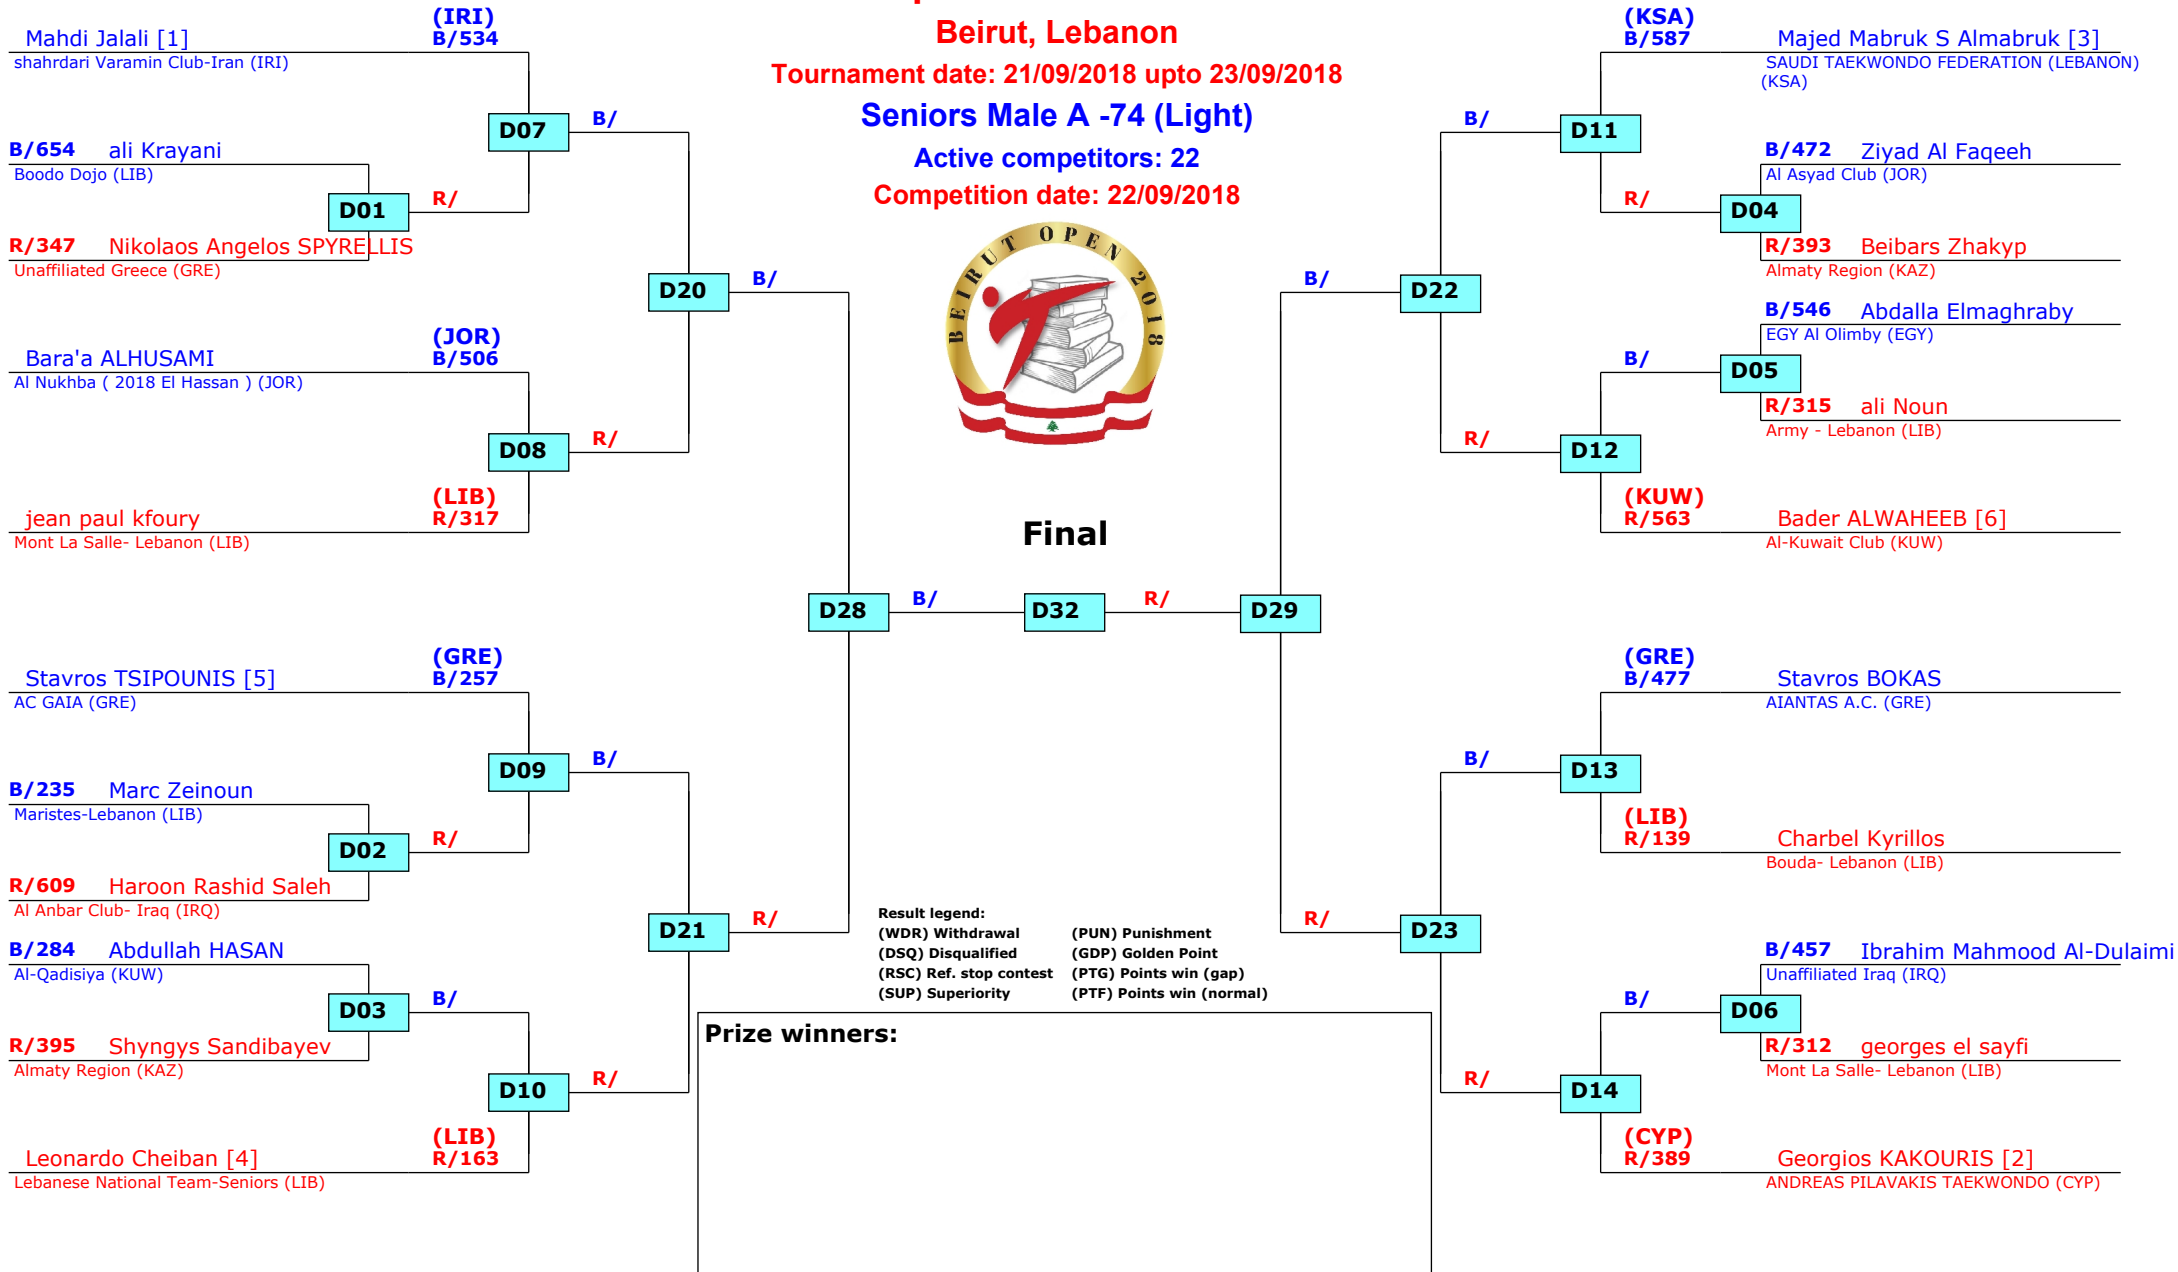 Beirut, Lebanon
Tournament date: 21/09/2018 upto 23/09/2018
Seniors Male A -74 (Light)
Active competitors: 22
Competition date: 22/09/2018
BEIRUT OPEN 2018
(IRI)
Mahdi Jalali [1] B/534
shahrdari Varamin Club-Iran (IRI)
D07
B/
B/654 ali Krayani
Boodo Dojo (LIB)
D01
R/
R/347 Nikolaos Angelos SPYRELLIS
Unaffiliated Greece (GRE)
D20
B/
(JOR)
Bara'a ALHUSAMI B/506
Al Nukhba ( 2018 El Hassan ) (JOR)
D08
R/
(LIB)
jean paul kfoury R/317
Mont La Salle- Lebanon (LIB)
D28
B/
(GRE)
Stavros TSIPOUNIS [5] B/257
AC GAIA (GRE)
D09
B/
B/235 Marc Zeinoun
Maristes-Lebanon (LIB)
D02
R/
R/609 Haroon Rashid Saleh
Al Anbar Club- Iraq (IRQ)
D21
R/
B/284 Abdullah HASAN
Al-Qadisiya (KUW)
D03
B/
R/395 Shyngys Sandibayev
Almaty Region (KAZ)
D10
R/
(LIB)
Leonardo Cheiban [4] R/163
Lebanese National Team-Seniors (LIB)
Final
D32
R/
D29
(KSA)
B/587 Majed Mabruk S Almabruk [3]
SAUDI TAEKWONDO FEDERATION (LEBANON)
(KSA)
B/
D11
B/472 Ziyad Al Faqeeh
Al Asyad Club (JOR)
R/
D04
R/393 Beibars Zhakyp
Almaty Region (KAZ)
B/
D22
B/546 Abdalla Elmaghraby
EGY Al Olimby (EGY)
B/
D05
R/315 ali Noun
Army - Lebanon (LIB)
R/
D12
(KUW)
R/563 Bader ALWAHEEB [6]
Al-Kuwait Club (KUW)
(GRE)
B/477 Stavros BOKAS
AIANTAS A.C. (GRE)
B/
D13
(LIB)
R/139 Charbel Kyrillos
Bouda- Lebanon (LIB)
R/
D23
B/457 Ibrahim Mahmood Al-Dulaimi
Unaffiliated Iraq (IRQ)
B/
D06
R/312 georges el sayfi
Mont La Salle- Lebanon (LIB)
R/
D14
(CYP)
R/389 Georgios KAKOURIS [2]
ANDREAS PILAVAKIS TAEKWONDO (CYP)
Result legend:
(WDR) Withdrawal (PUN) Punishment
(DSQ) Disqualified (GDP) Golden Point
(RSC) Ref. stop contest (PTG) Points win (gap)
(SUP) Superiority (PTF) Points win (normal)
Prize winners: